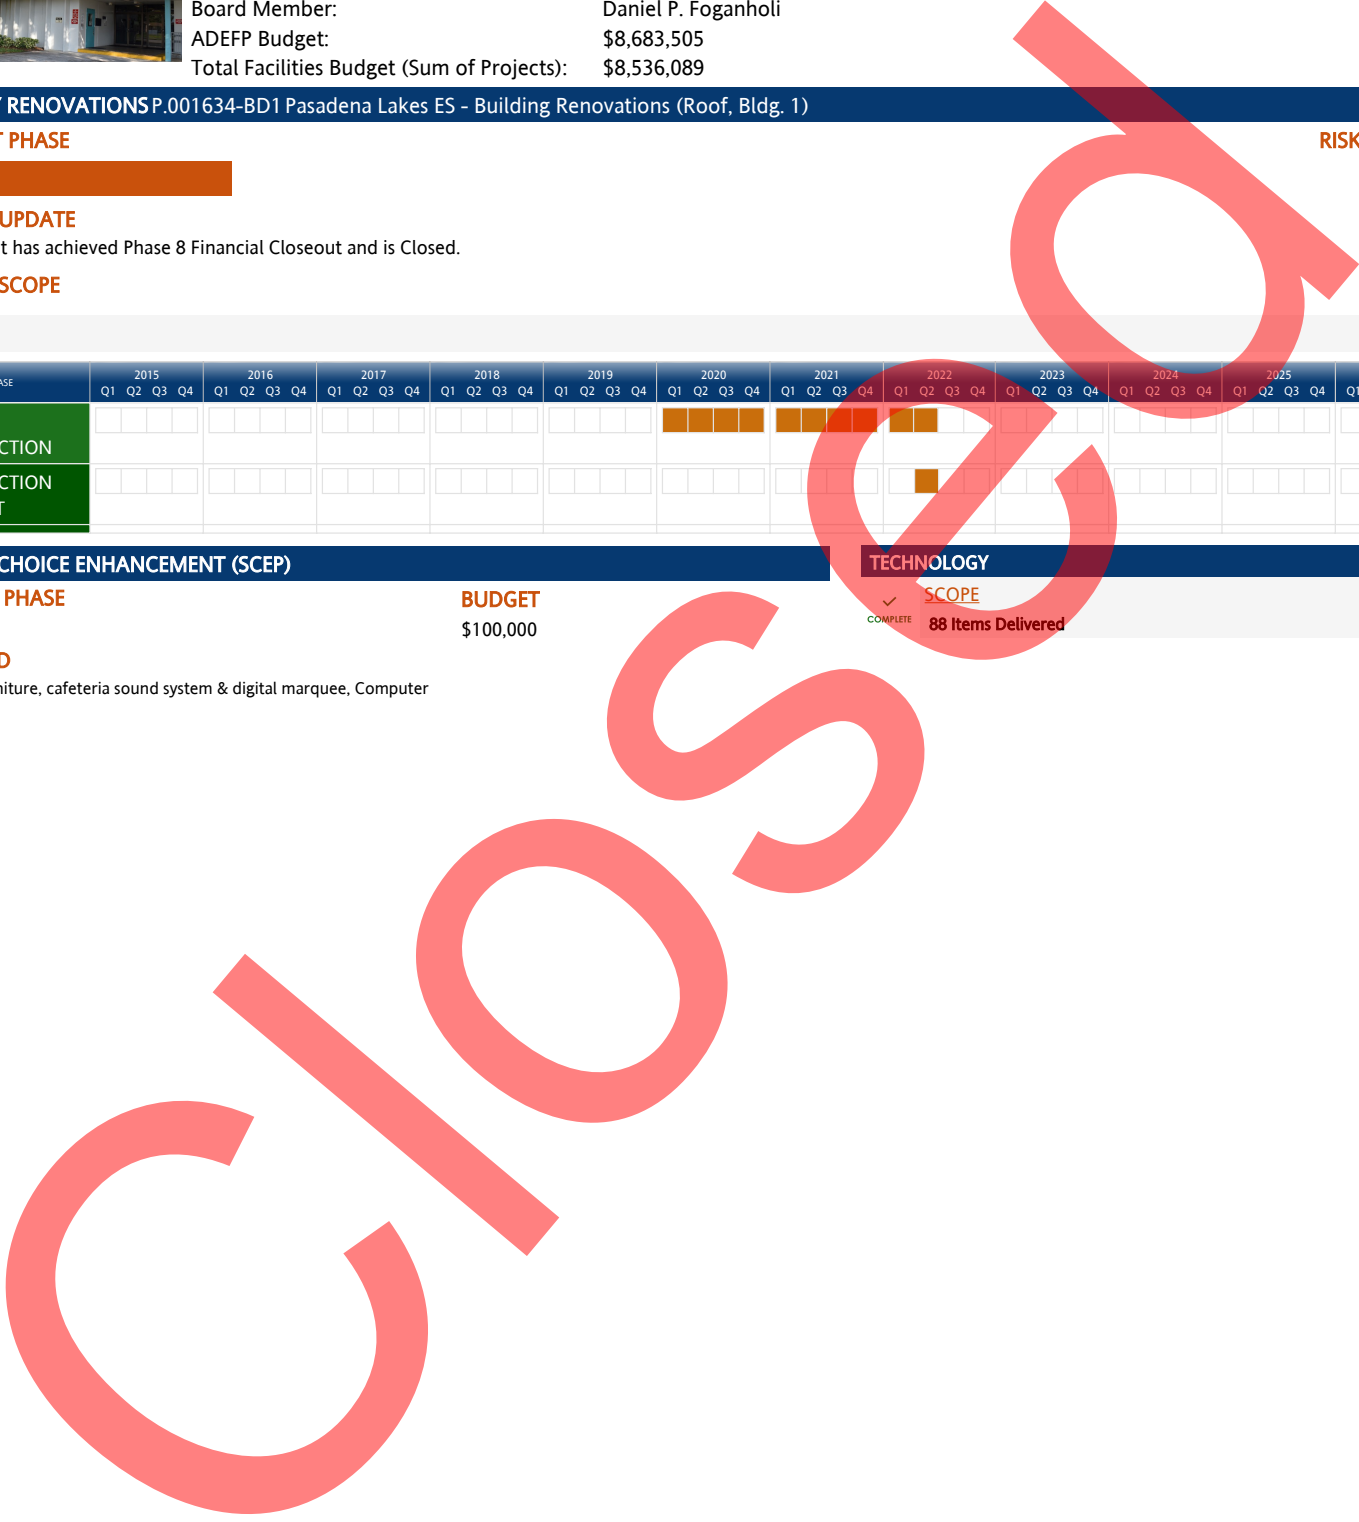 Board Member: Daniel P. Foganholi
ADEFP Budget: $8,683,505
Total Facilities Budget (Sum of Projects): $8,536,089
RENOVATIONS P.001634-BD1 Pasadena Lakes ES - Building Renovations (Roof, Bldg. 1)
PHASE RISK
UPDATE
t has achieved Phase 8 Financial Closeout and is Closed.
SCOPE
2015 2016 2017 2018 2019 2020 2021 2022 2023 2024 2025
ASE Q1 Q2 Q3 Q4 Q1 Q2 Q3 Q4 Q1 Q2 Q3 Q4 Q1 Q2 Q3 Q4 Q1 Q2 Q3 Q4 Q1 Q2 Q3 Q4 Q1 Q2 Q3 Q4 Q1 Q2 Q3 Q4 Q1 Q2 Q3 Q4 Q1 Q2 Q3 Q4 Q1 Q2 Q3 Q4 Q1
CTION
CTION
T
CHOICE ENHANCEMENT (SCEP) TECHNOLOGY
PHASE BUDGET SCOPE
$100,000 COMPLETE 88 Items Delivered
D
niture, cafeteria sound system & digital marquee, Computer
Closed